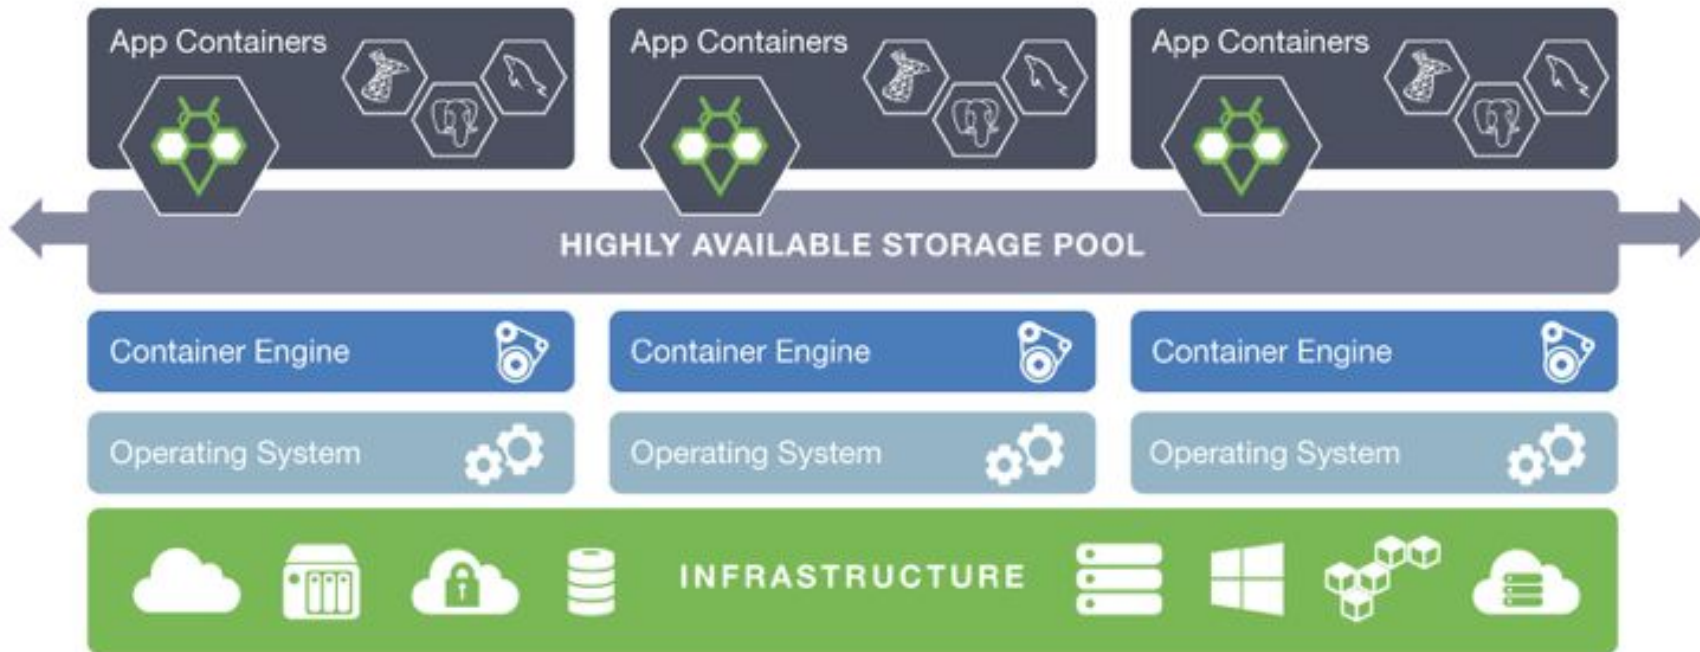 App Containers
App Containers
App Containers
HIGHLY AVAILABLE STORAGE POOL
Container Engine
Container Engine
Container Engine
Operating System
Operating System
Operating System
INFRASTRUCTURE